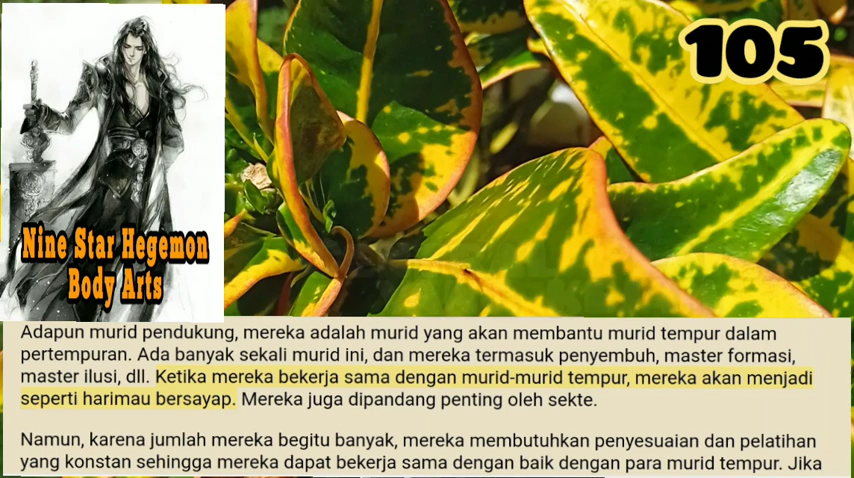 105
Nine Star Hegemon
Body Arts
Adapun murid pendukung, mereka adalah murid yang akan membantu murid tempur dalam
pertempuran. Ada banyak sekali murid ini, dan mereka termasuk penyembuh, master formasi,
master ilusi, dll. Ketika mereka bekerja sama dengan murid-murid tempur, mereka akan menjadi
seperti harimau bersayap. Mereka juga dipandang penting oleh sekte.
Namun, karena jumlah mereka begitu banyak, mereka membutuhkan penyesuaian dan pelatihan
yang konstan sehingga mereka dapat bekerja sama dengan baik dengan para murid tempur. Jika